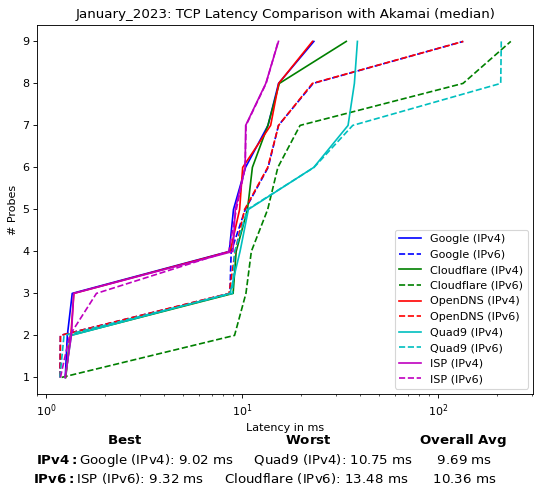 January_2023: TCP Latency Comparison with Akamai (median)
# Probes
9
8
7
6
5
4
3
2
1
Google (IPv4)
Google (IPv6)
Cloudflare (IPv4)
Cloudflare (IPv6)
OpenDNS (IPv4)
OpenDNS (IPv6)
Quad9 (IPv4)
Quad9 (IPv6)
ISP (IPv4)
ISP (IPv6)
10⁰ 10¹ 10²
Latency in ms
Best Worst Overall Avg
IPv4: Google (IPv4): 9.02 ms Quad9 (IPv4): 10.75 ms 9.69 ms
IPv6: ISP (IPv6): 9.32 ms Cloudflare (IPv6): 13.48 ms 10.36 ms